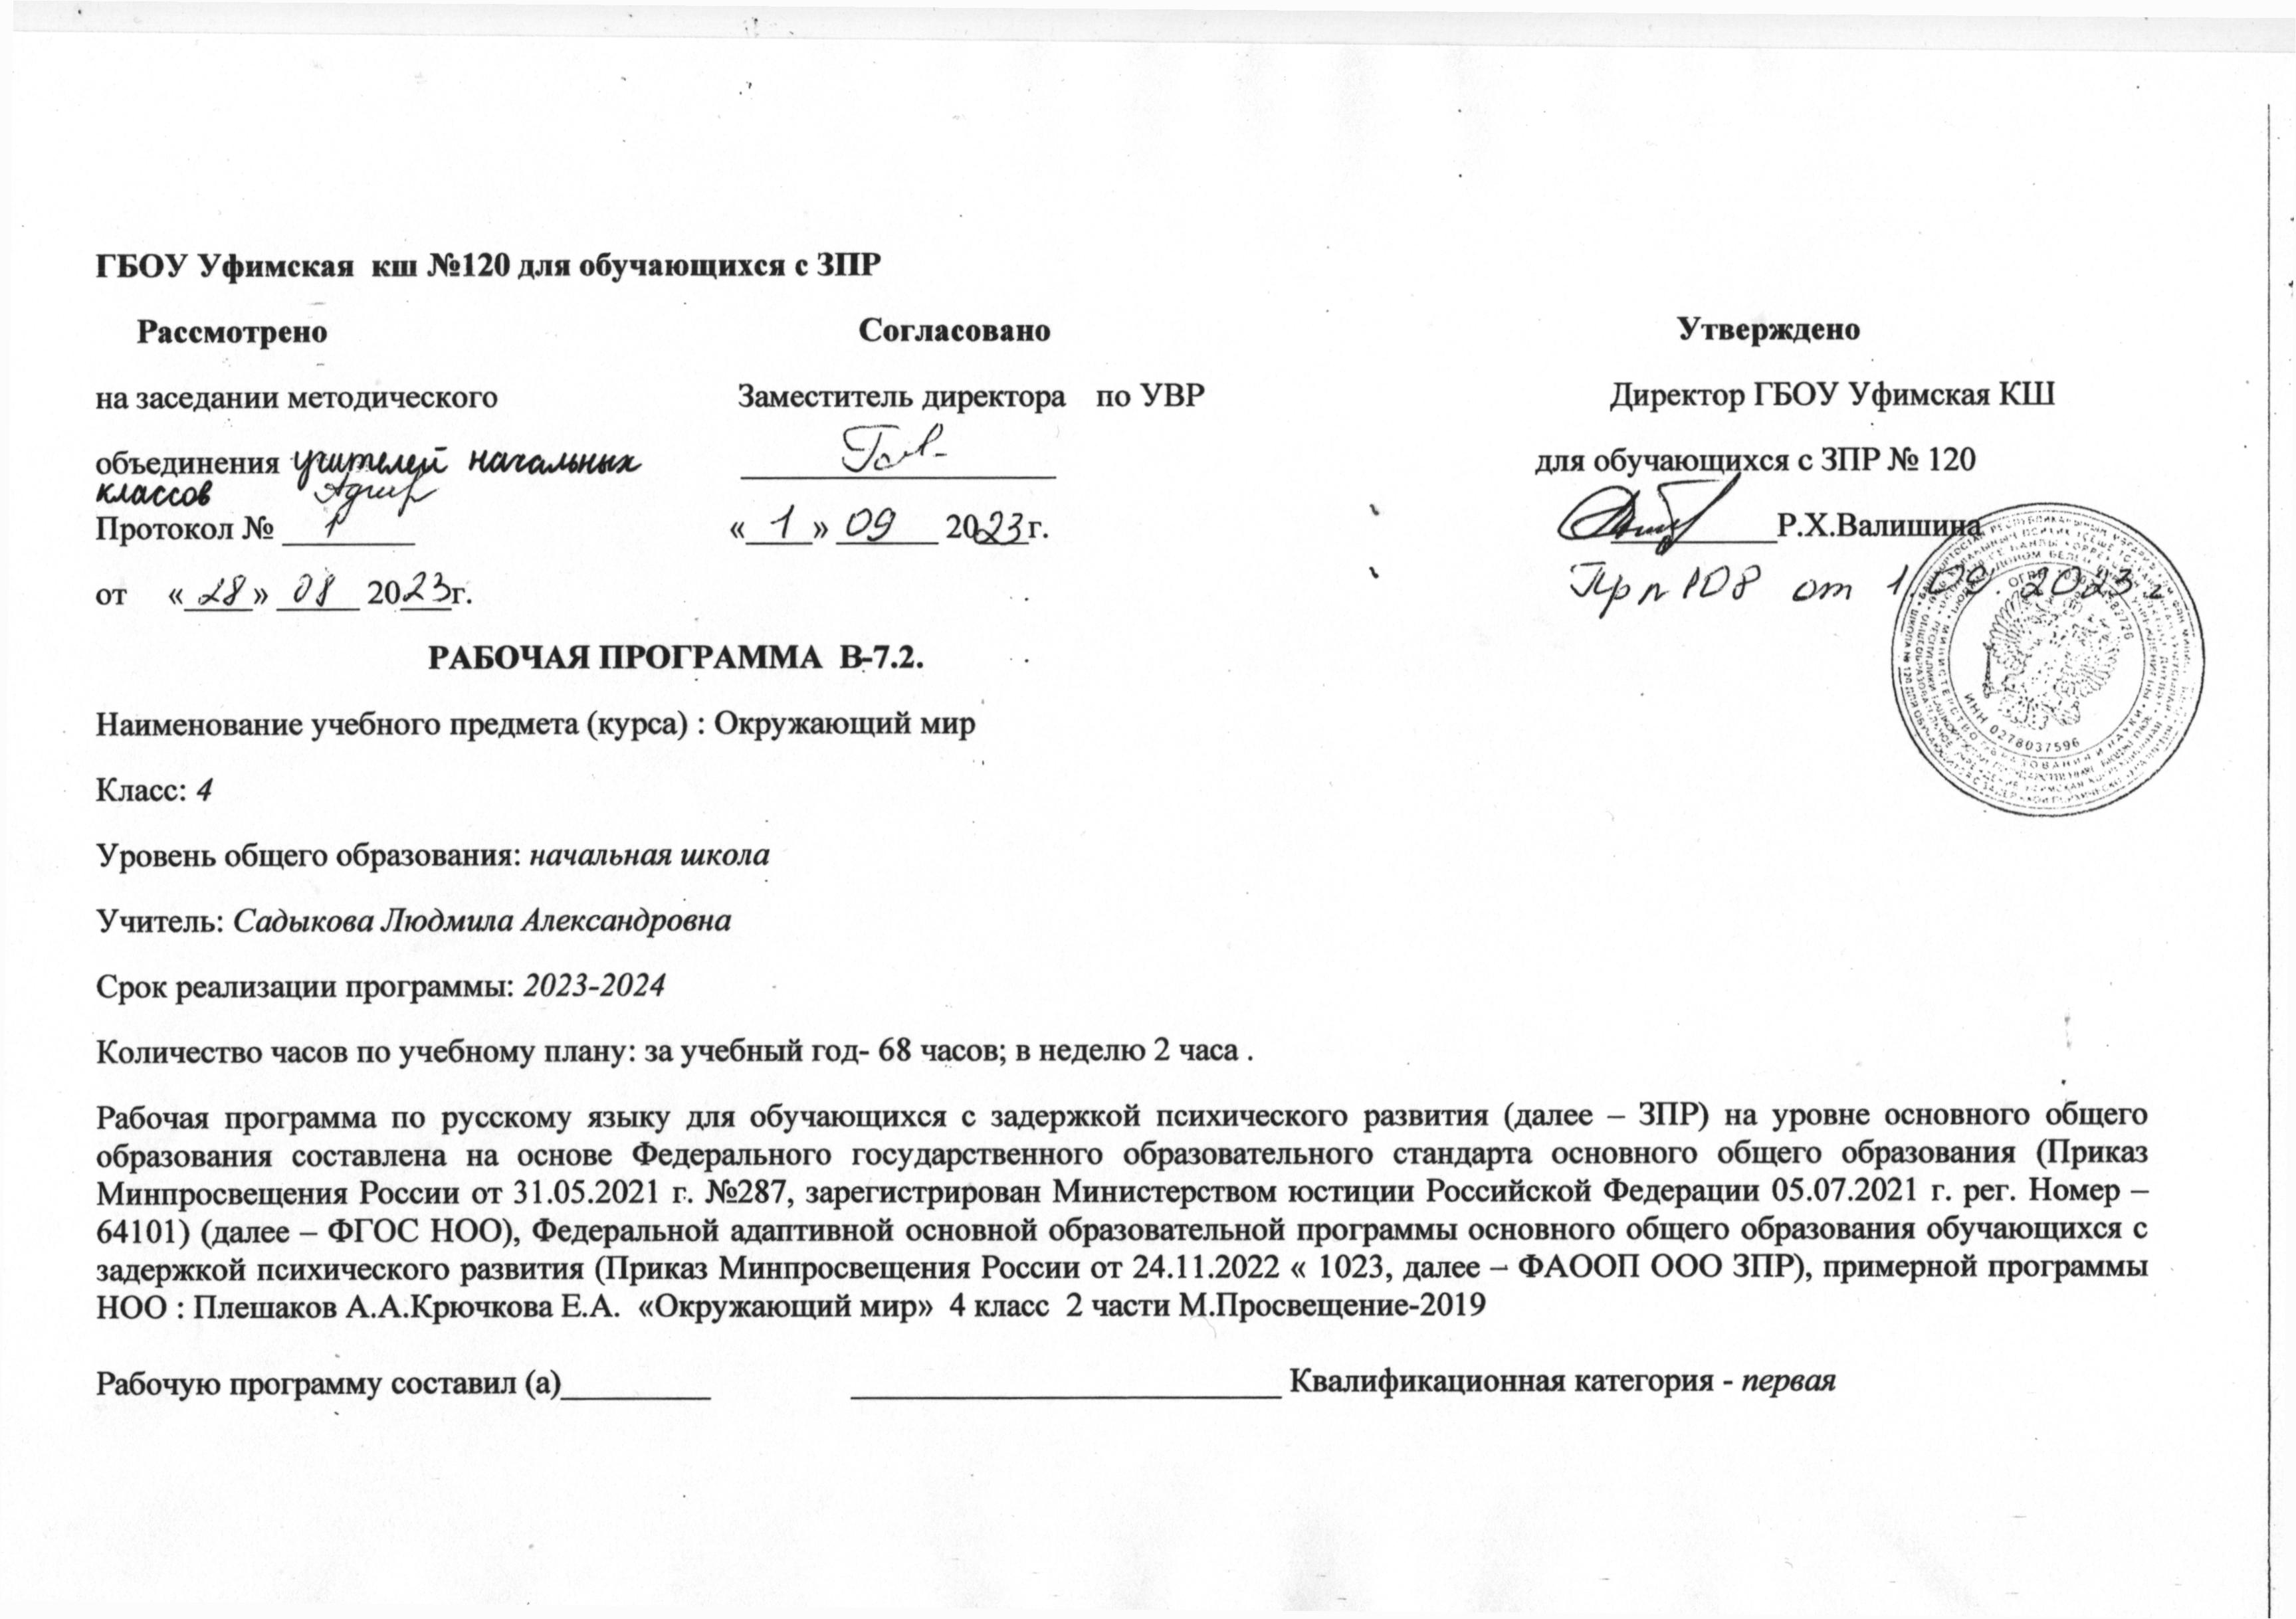 ГБОУ Уфимская кш №120 для обучающихся с ЗПР
Рассмотрено
на заседании методического
объединения учителей начальных
классов
Протокол № 1
от «28» 08 2023г.
Согласовано
Заместитель директора по УВР
«1» 09 2023г.
Утверждено
Директор ГБОУ Уфимская КШ
для обучающихся с ЗПР № 120
Р.Х.Валишина
Пр 108 от 1.09.2023 г
ИНН 0278037596
РАБОЧАЯ ПРОГРАММА В-7.2.
Наименование учебного предмета (курса) : Окружающий мир
Класс: 4
Уровень общего образования: начальная школа
Учитель: Садыкова Людмила Александровна
Срок реализации программы: 2023-2024
Количество часов по учебному плану: за учебный год- 68 часов; в неделю 2 часа .
Рабочая программа по русскому языку для обучающихся с задержкой психического развития (далее – ЗПР) на уровне основного общего
образования составлена на основе Федерального государственного образовательного стандарта основного общего образования (Приказ
Минпросвещения России от 31.05.2021 г. №287, зарегистрирован Министерством юстиции Российской Федерации 05.07.2021 г. рег. Номер –
64101) (далее – ФГОС НОО), Федеральной адаптивной основной образовательной программы основного общего образования обучающихся с
задержкой психического развития (Приказ Минпросвещения России от 24.11.2022 « 1023, далее – ФАООП ООО ЗПР), примерной программы
НОО : Плешаков А.А.Крючкова Е.А. «Окружающий мир» 4 класс 2 части М.Просвещение-2019
Рабочую программу составил (а)__________ __________________________ Квалификационная категория - первая